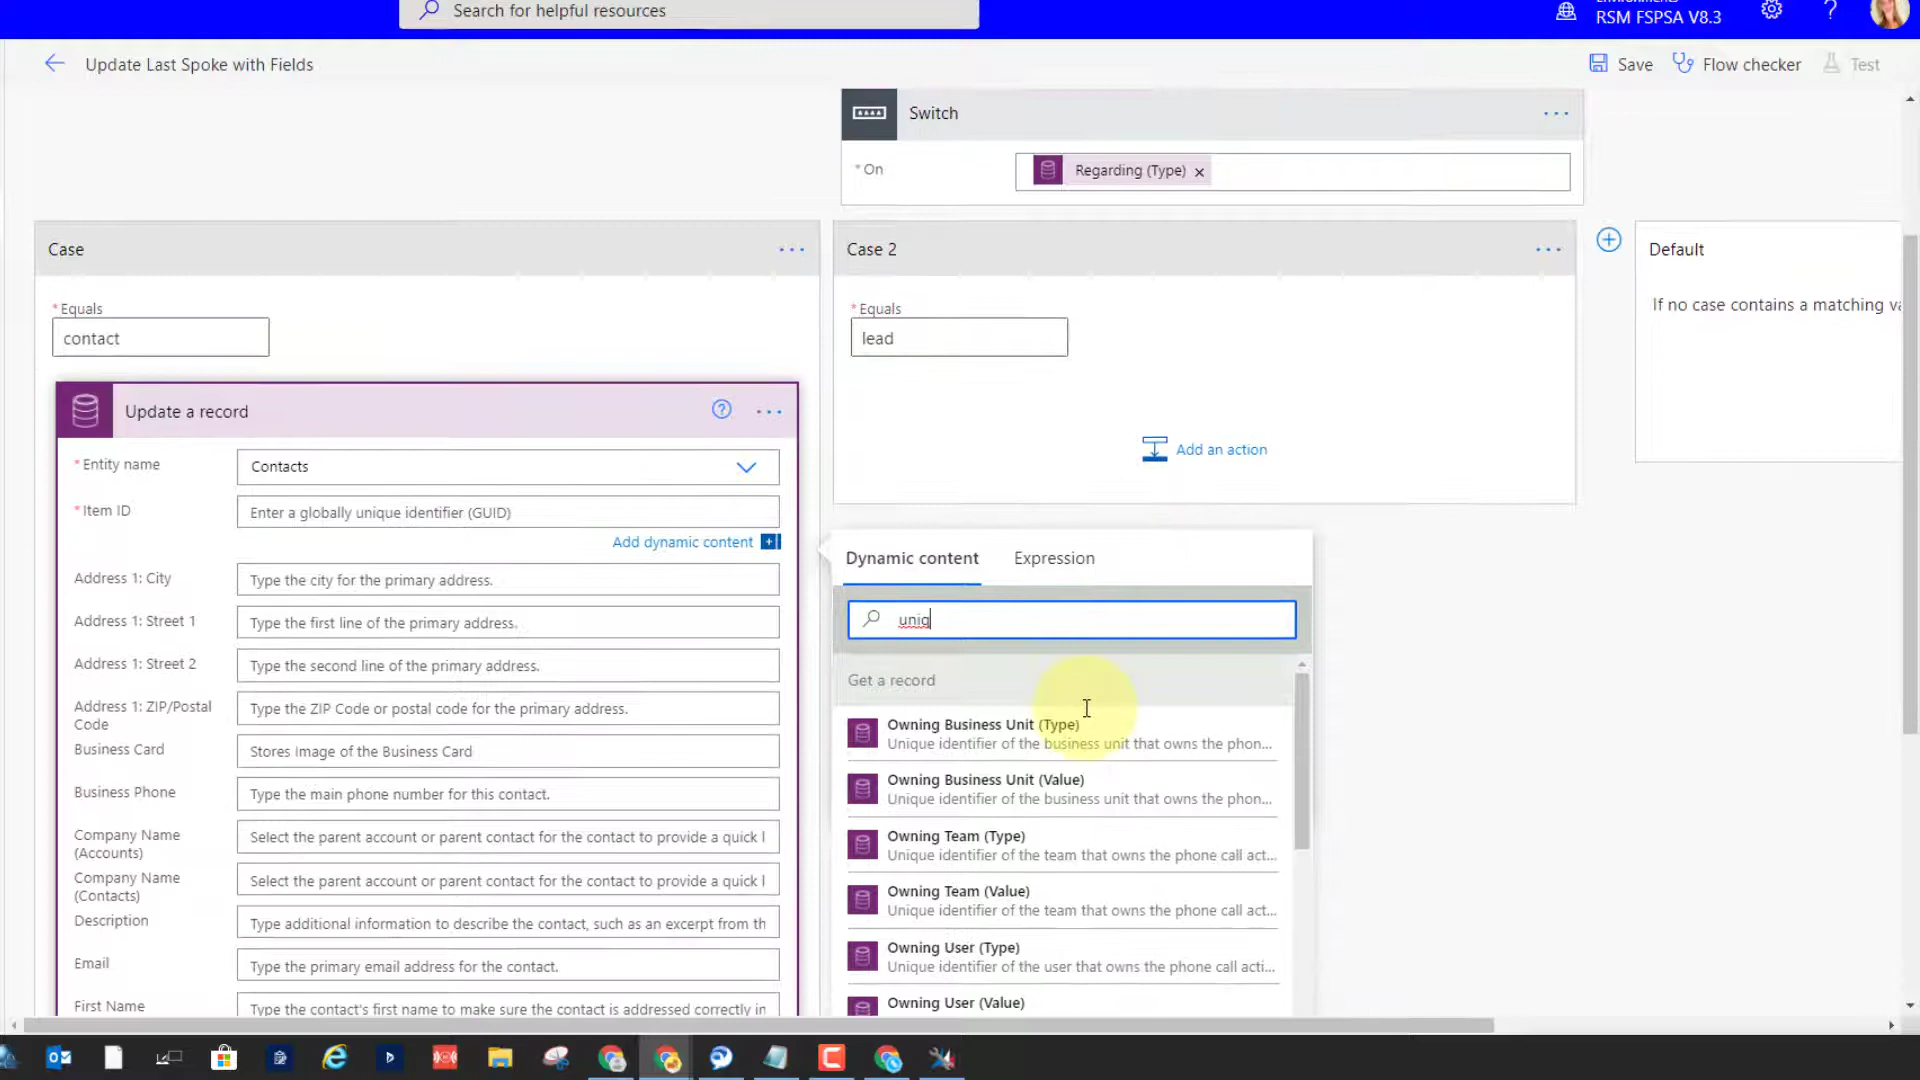 Search for helpful resources
RSM FSPSA V8.3
Update Last Spoke with Fields
Save
Flow checker
Test
Switch
* On
Regarding (Type)
Case
Case 2
Default
* Equals
contact
* Equals
lead
If no case contains a matching va
Update a record
* Entity name
Contacts
* Item ID
Enter a globally unique identifier (GUID)
Add dynamic content
Add an action
Address 1: City
Type the city for the primary address.
Address 1: Street 1
Type the first line of the primary address.
Address 1: Street 2
Type the second line of the primary address.
Address 1: ZIP/Postal
Code
Type the ZIP Code or postal code for the primary address.
Business Card
Stores Image of the Business Card
Business Phone
Type the main phone number for this contact.
Company Name
(Accounts)
Select the parent account or parent contact for the contact to provide a quick l
Company Name
(Contacts)
Select the parent account or parent contact for the contact to provide a quick l
Description
Type additional information to describe the contact, such as an excerpt from th
Email
Type the primary email address for the contact.
First Name
Type the contact's first name to make sure the contact is addressed correctly in
Dynamic content
Expression
uniq
Get a record
Owning Business Unit (Type)
Unique identifier of the business unit that owns the phon...
Owning Business Unit (Value)
Unique identifier of the business unit that owns the phon...
Owning Team (Type)
Unique identifier of the team that owns the phone call act...
Owning Team (Value)
Unique identifier of the team that owns the phone call act...
Owning User (Type)
Unique identifier of the user that owns the phone call acti...
Owning User (Value)